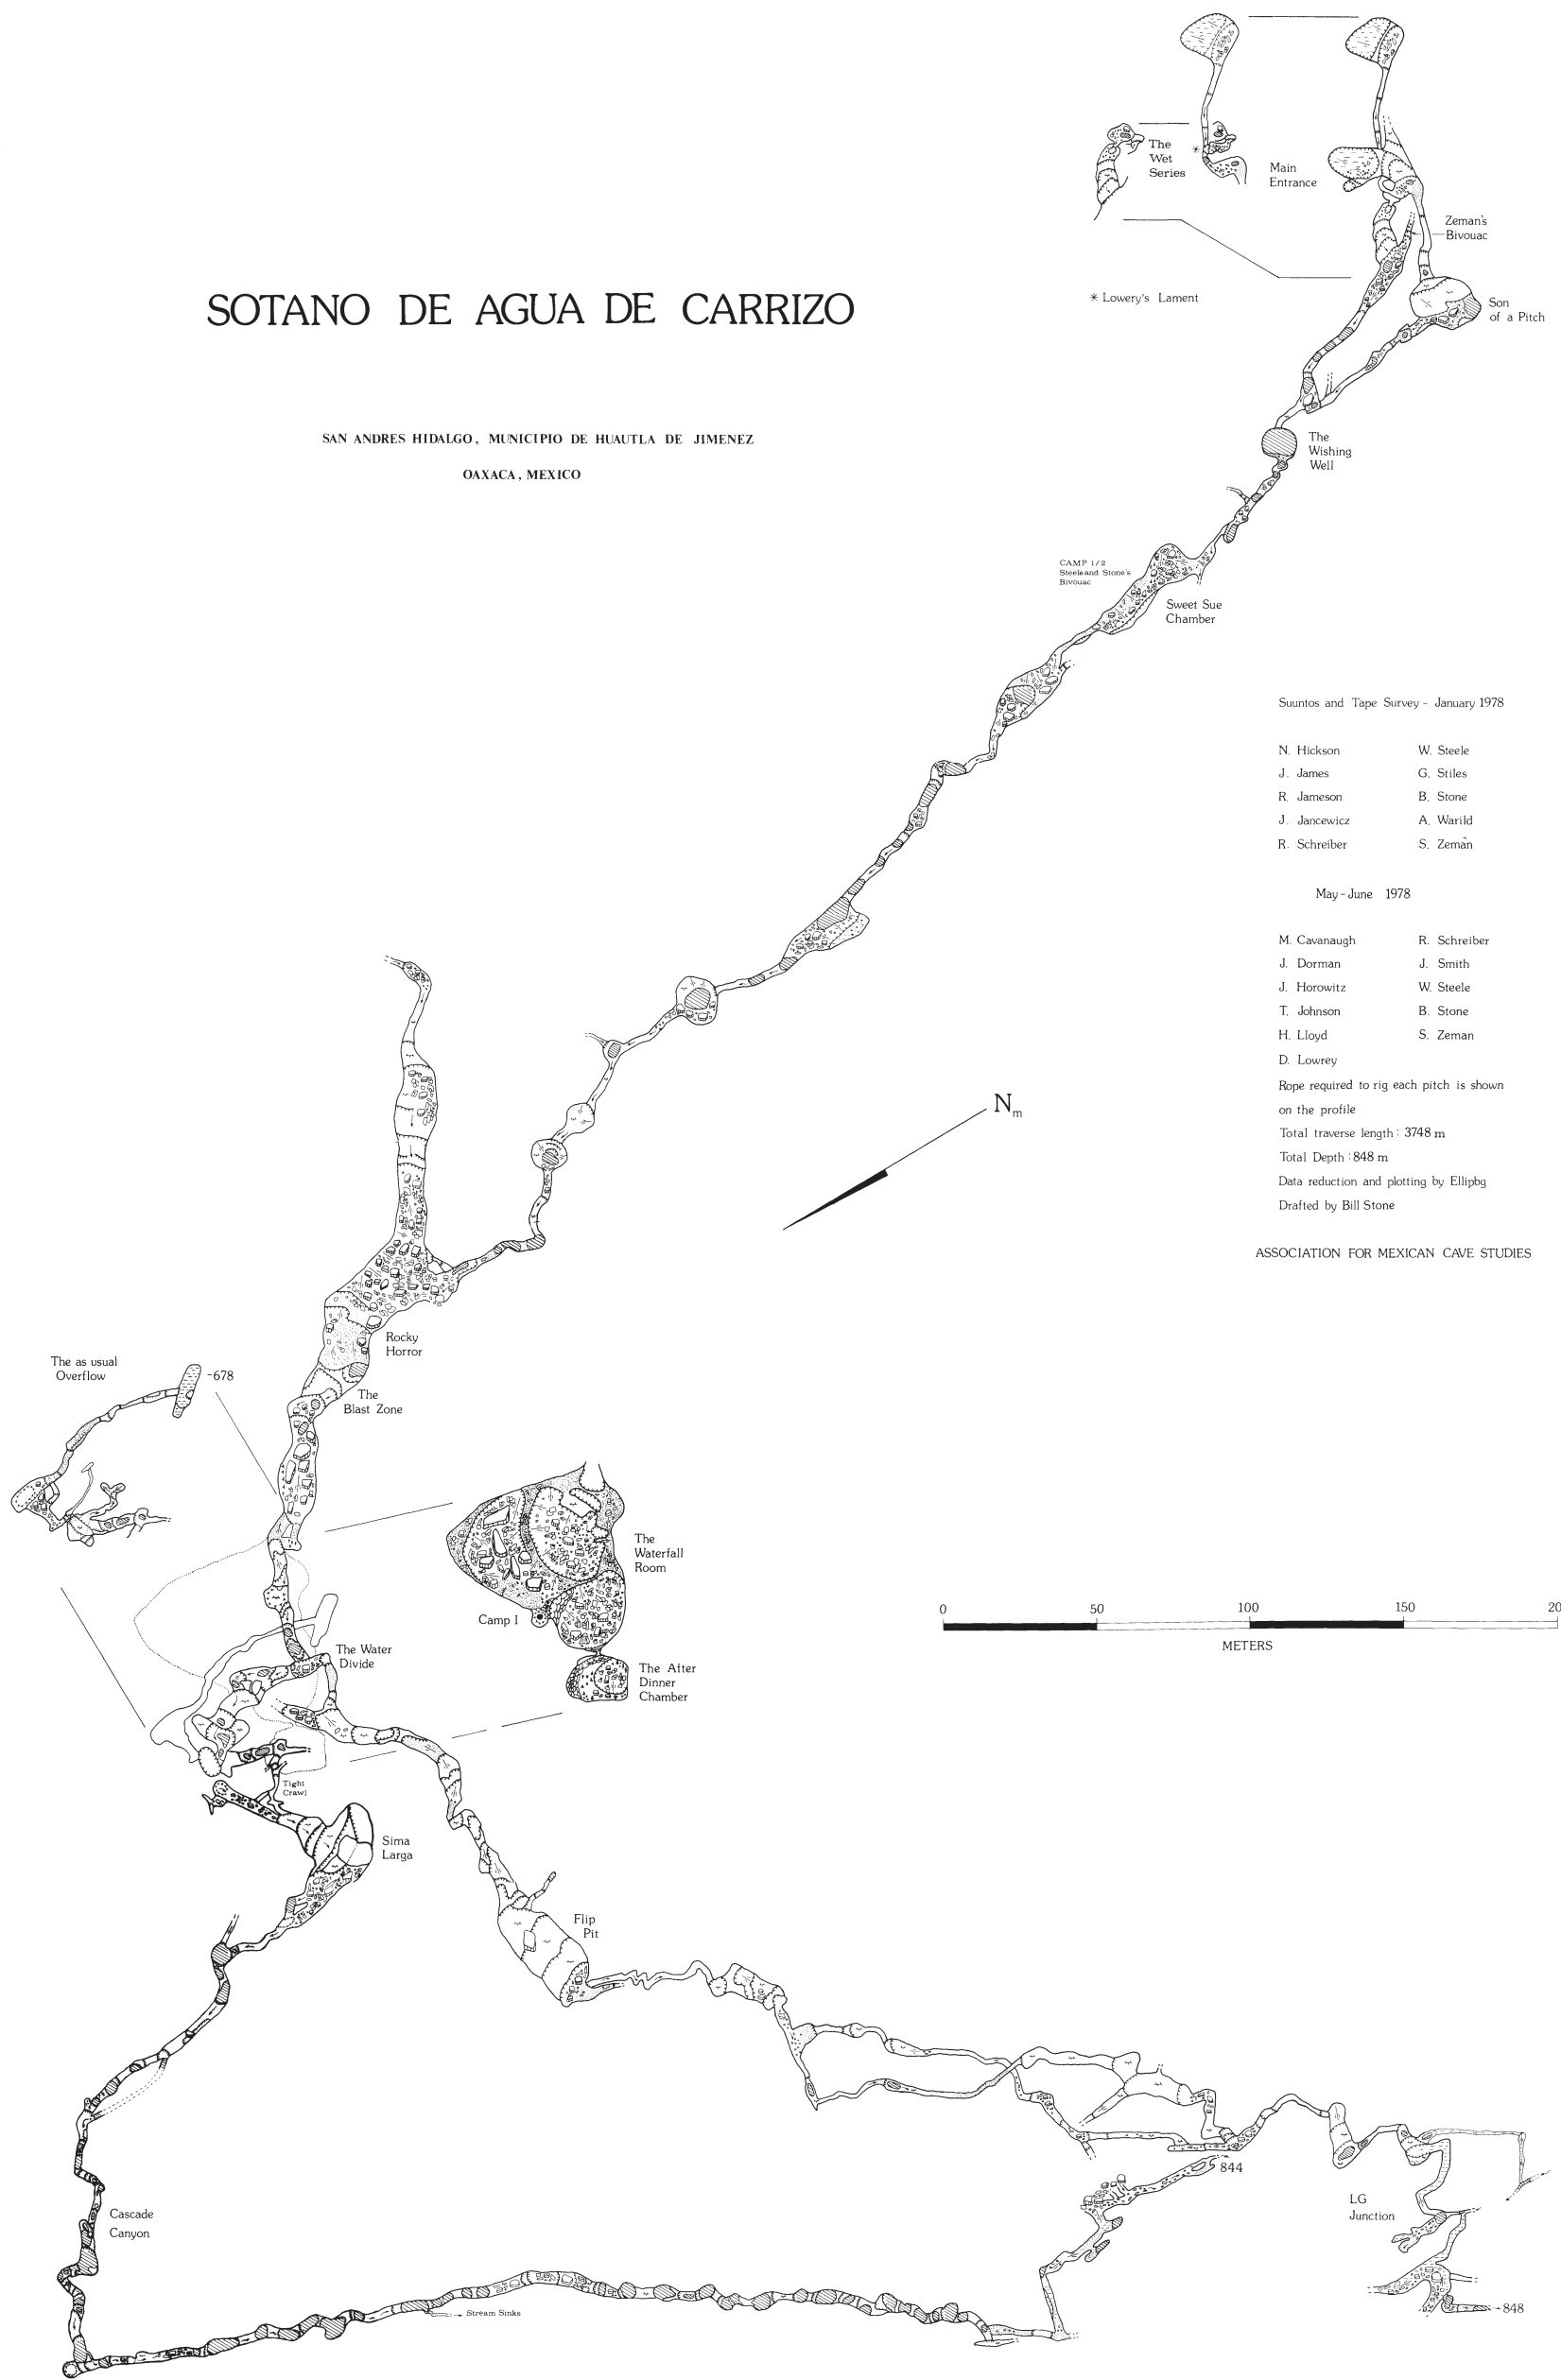 The
Wet
Series
*
Main
Entrance
Zeman's
Bivouac
SOTANO DE AGUA DE CARRIZO
* Lowery's Lament
Son
of a Pitch
SAN ANDRES HIDALGO, MUNICIPIO DE HUAUTLA DE JIMENEZ
OAXACA, MEXICO
The
Wishing
Well
CAMP 1/2
Steele and Stone's
Bivouac
Sweet Sue
Chamber
Suuntos and Tape Survey - January 1978
N. Hickson W. Steele
J. James G. Stiles
R. Jameson B. Stone
J. Jancewicz A. Warild
R. Schreiber S. Zeman
May - June 1978
M. Cavanaugh R. Schreiber
J. Dorman J. Smith
J. Horowitz W. Steele
T. Johnson B. Stone
H. Lloyd S. Zeman
D. Lowrey
Rope required to rig each pitch is shown
on the profile
Total traverse length : 3748 m
Total Depth : 848 m
Data reduction and plotting by Ellipbg
Drafted by Bill Stone
ASSOCIATION FOR MEXICAN CAVE STUDIES
Nm
Rocky
Horror
The as usual
Overflow
-678
The
Blast Zone
The
Waterfall
Room
Camp I
0 50 100 150 20
METERS
The Water
Divide
The After
Dinner
Chamber
Tight
Crawl
Sima
Larga
Flip
Pit
844
LG
Junction
Cascade
Canyon
Stream Sinks
848